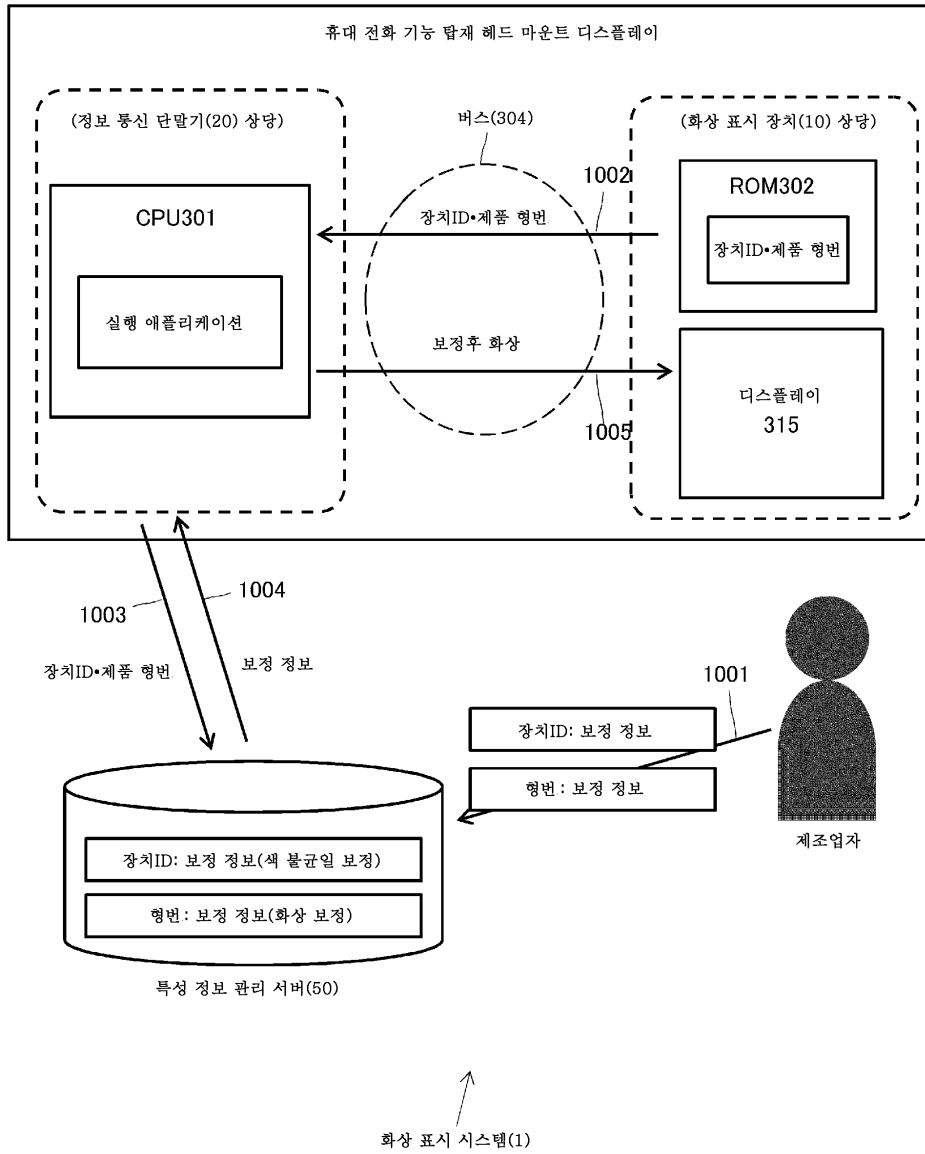 휴대 전화 기능 탑재 헤드 마운트 디스플레이
(정보 통신 단말기(20) 상당)
버스(304)
(화상 표시 장치(10) 상당)
CPU301
실행 애플리케이션
1002
장치ID•제품 형번
ROM302
장치ID•제품 형번
보정후 화상
1005
디스플레이
315
1003
1004
장치ID•제품 형번
보정 정보
1001
장치ID: 보정 정보
형번: 보정 정보
제조업자
장치ID: 보정 정보(색 불균일 보정)
형번: 보정 정보(화상 보정)
특성 정보 관리 서버(50)
화상 표시 시스템(1)